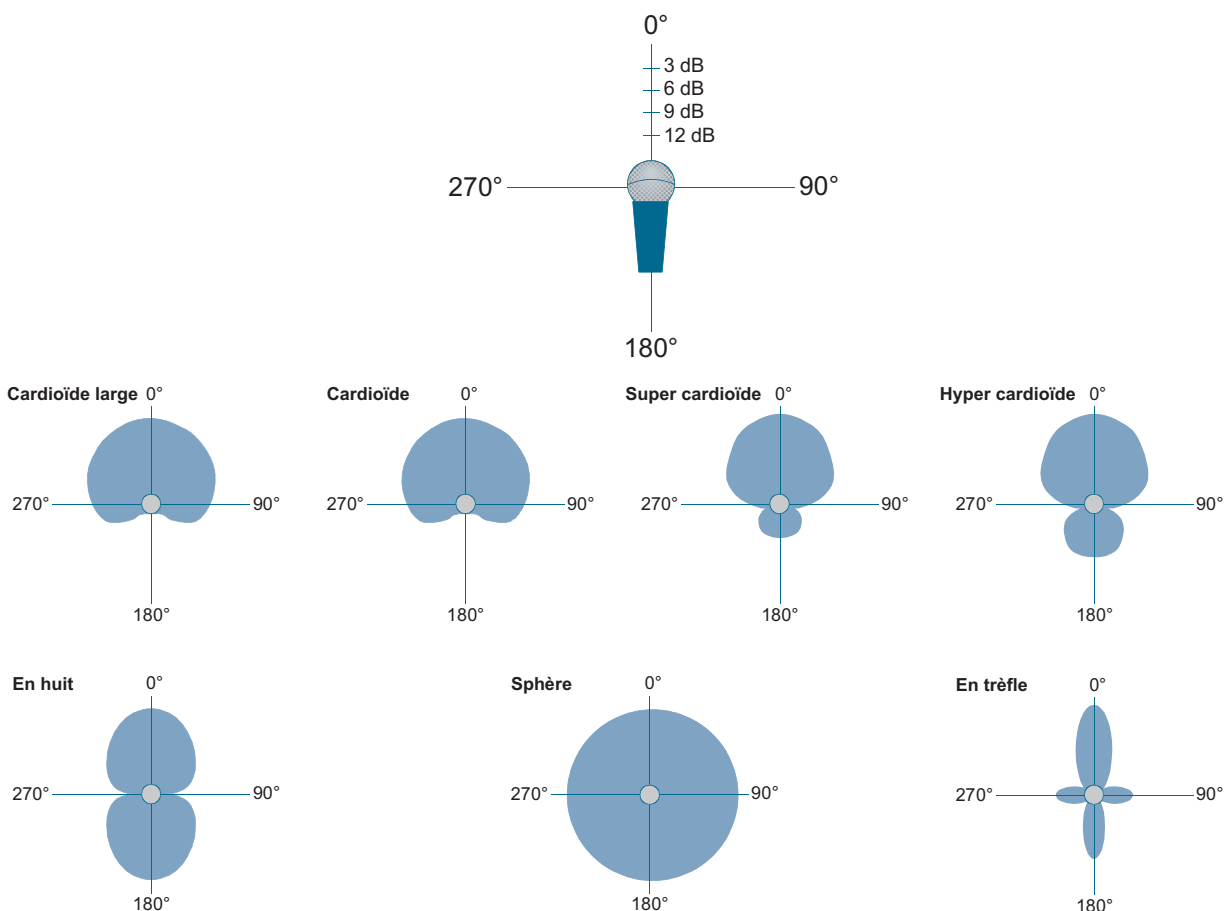 0°
3 dB
6 dB
9 dB
12 dB
270° 90°
180°
Cardioïde large 0°
270° 90°
180°
Cardioïde 0°
270° 90°
180°
Super cardioïde 0°
270° 90°
180°
Hyper cardioïde 0°
270° 90°
180°
En huit 0°
270° 90°
180°
Sphère 0°
270° 90°
180°
En trèfle 0°
270° 90°
180°